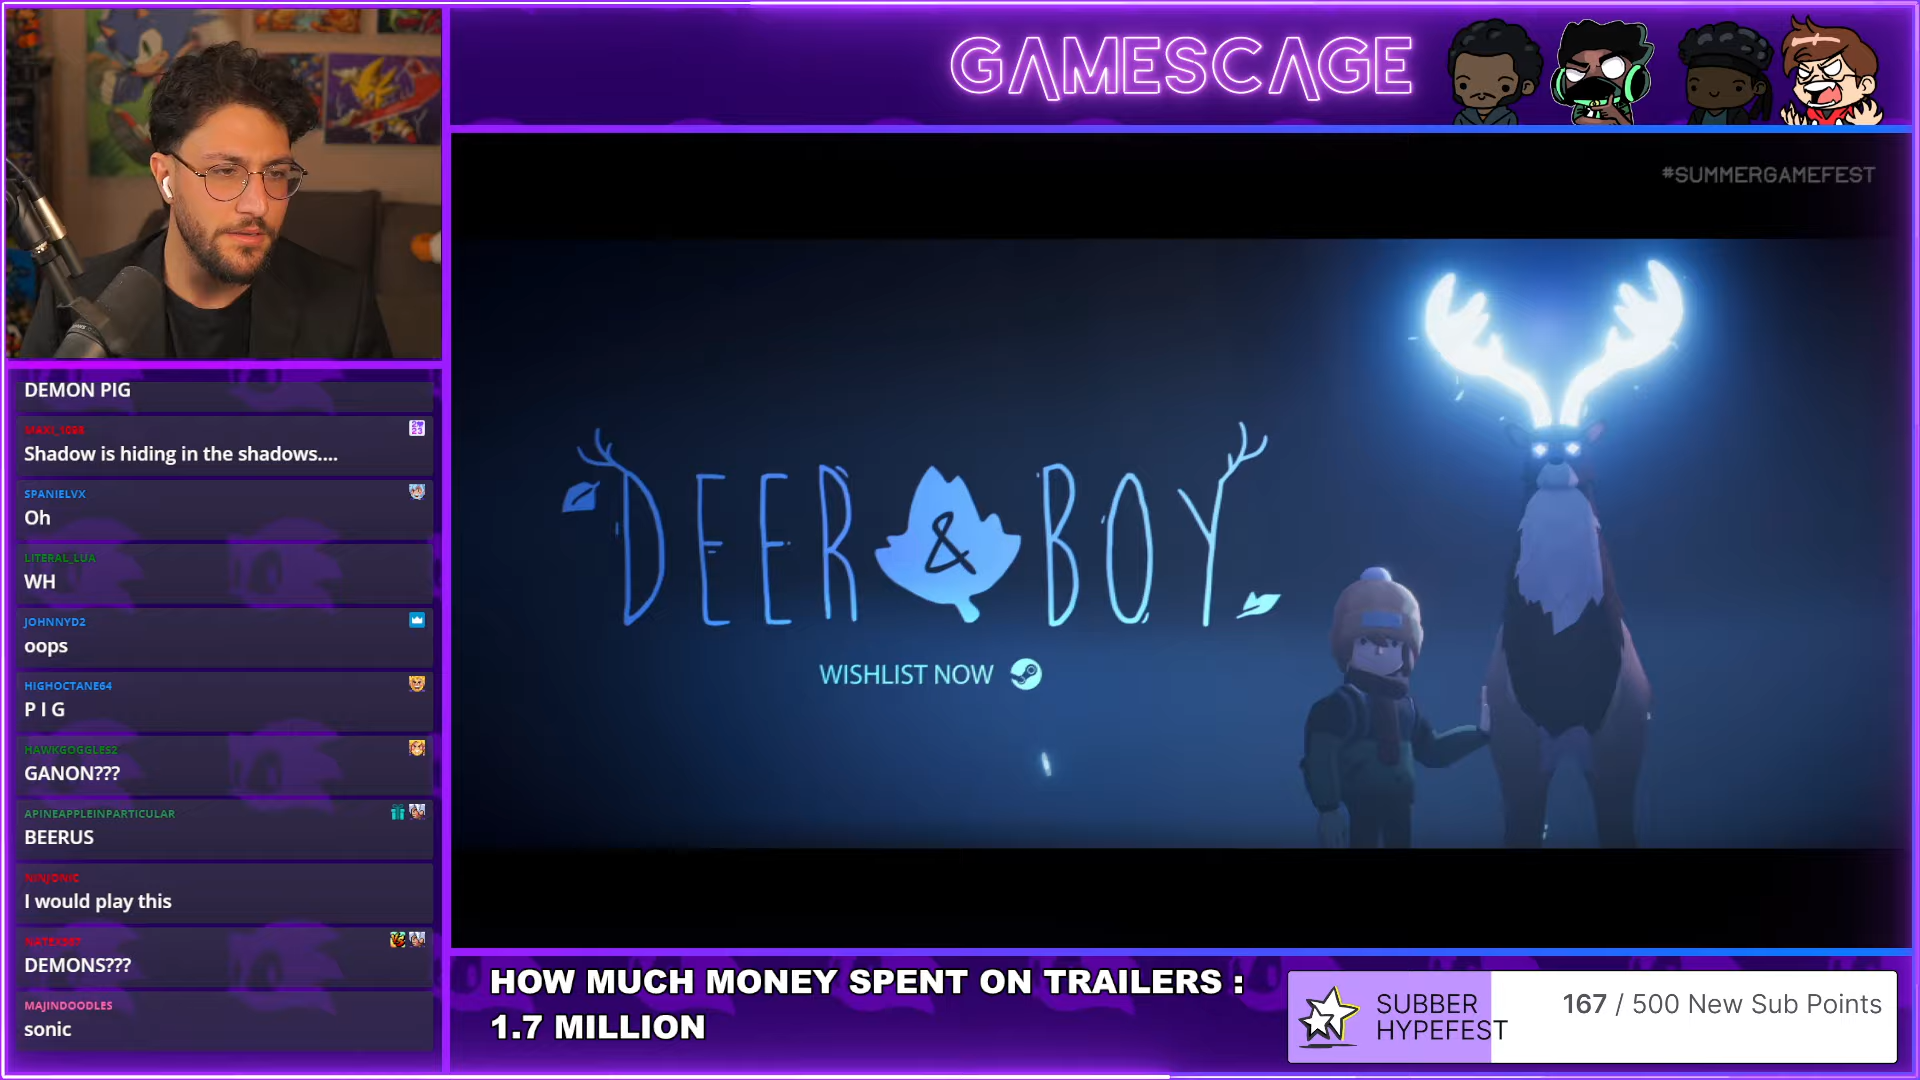 GAMESCAGE
#SUMMERGAMEFEST
DEER & BOY
WISHLIST NOW
DEMON PIG
MAXI_1098
Shadow is hiding in the shadows....
SPANIELVX
Oh
LITERAL_LUA
WH
JOHNNYD2
oops
HIGHOCTANE64
P I G
HAWKGOGGLES2
GANON???
APINEAPPLEINPARTICULAR
BEERUS
NINJONIC
I would play this
DEMONS???
MAJINDOODLES
sonic
HOW MUCH MONEY SPENT ON TRAILERS :
1.7 MILLION
SUBBER
HYPEFEST
167 / 500 New Sub Points